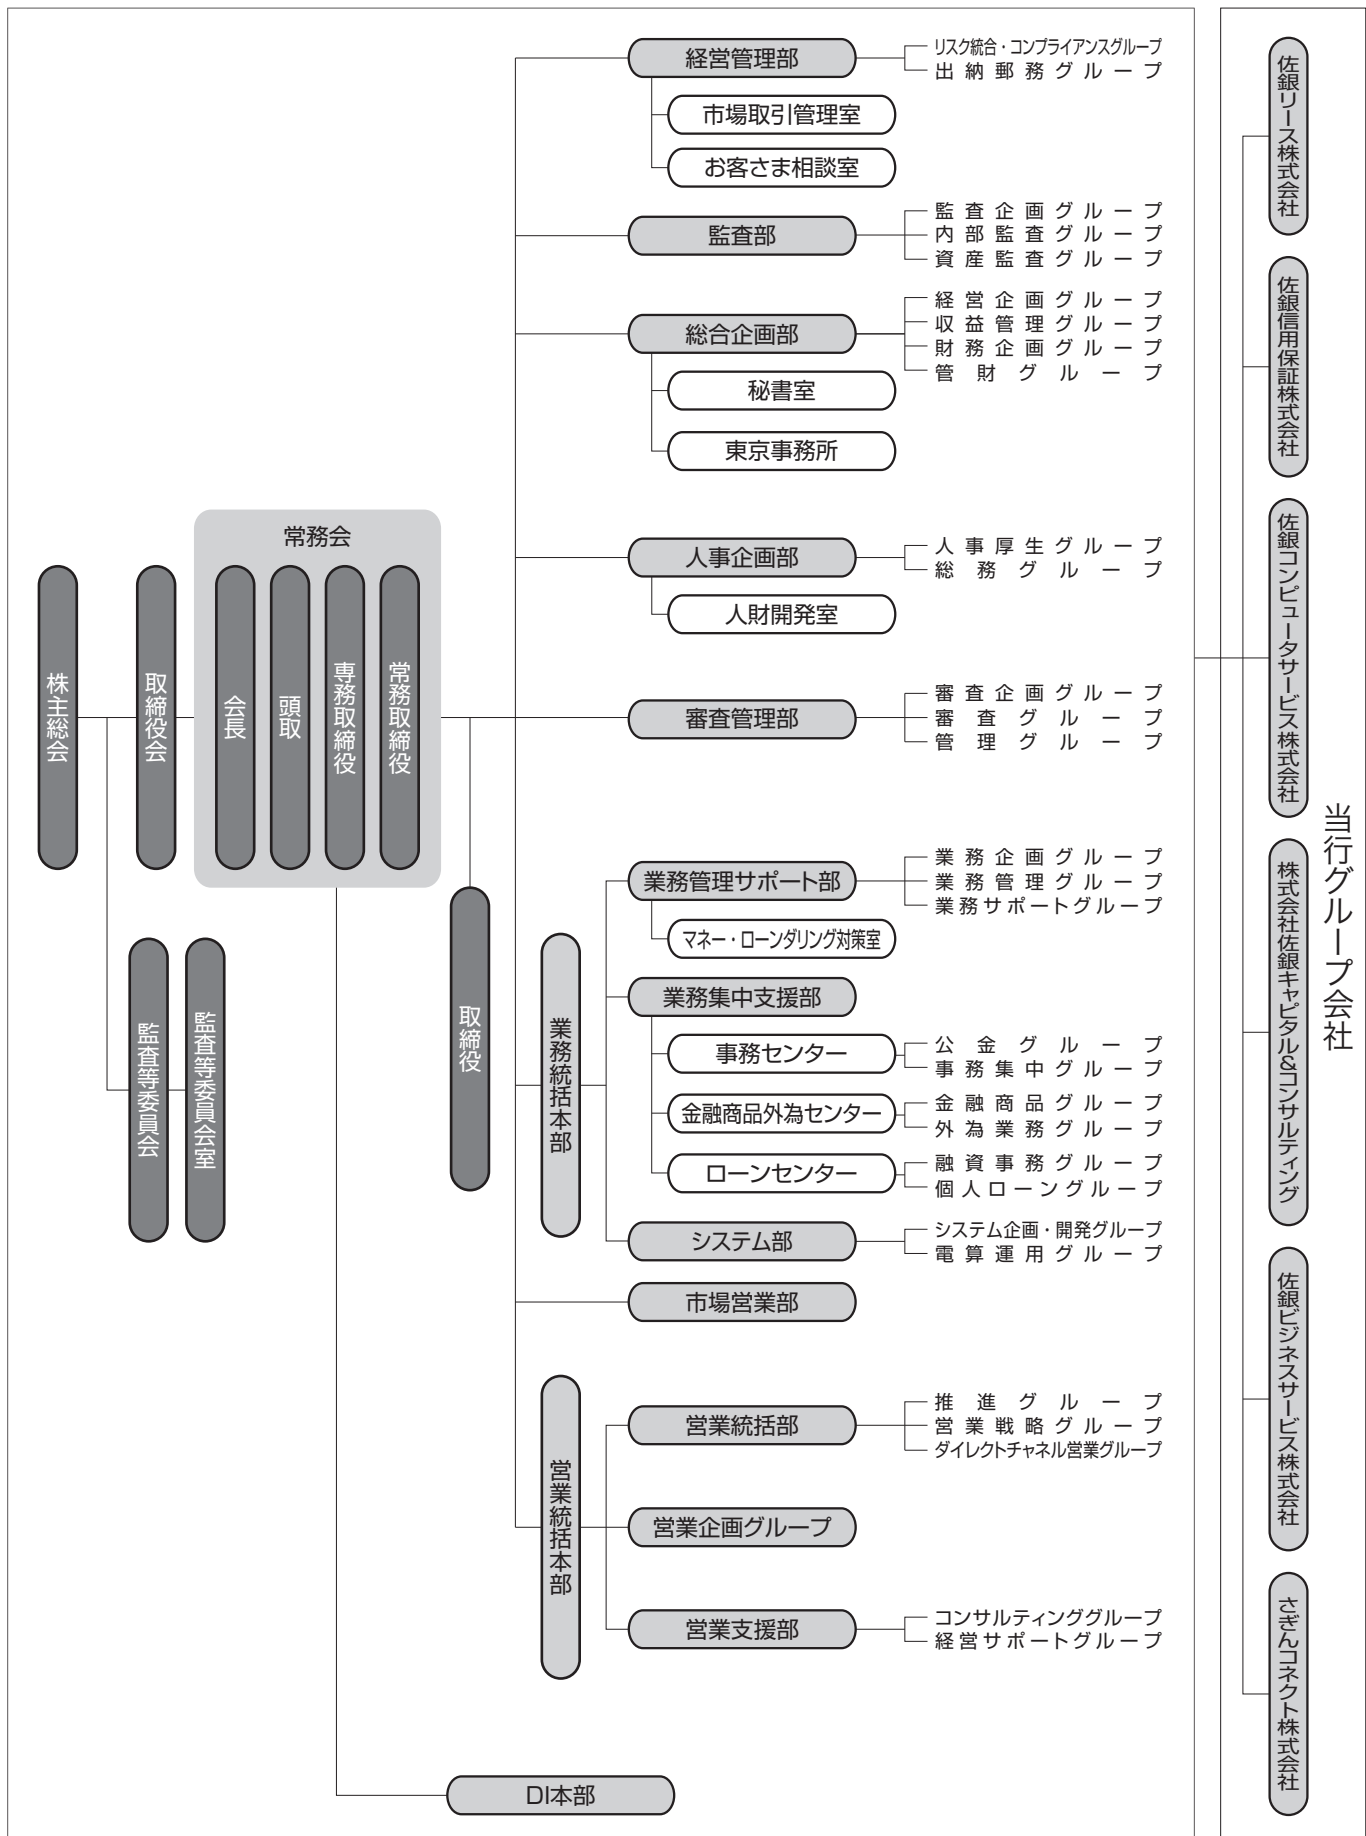 株主総会
取締役会
監査等委員会
監査等委員会室
常務会
会長
頭取
専務取締役
常務取締役
取締役
経営管理部
リスク統合・コンプライアンスグループ
出納郵務グループ
市場取引管理室
お客さま相談室
監査部
監査企画グループ
内部監査グループ
資産監査グループ
総合企画部
経営企画グループ
収益管理グループ
財務企画グループ
管財グループ
秘書室
東京事務所
人事企画部
人事厚生グループ
総務グループ
人財開発室
審査管理部
審査企画グループ
審査グループ
管理グループ
業務統括本部
業務管理サポート部
業務企画グループ
業務管理グループ
業務サポートグループ
マネー・ローンダリング対策室
業務集中支援部
事務センター
公金グループ
事務集中グループ
金融商品外為センター
金融商品グループ
外為業務グループ
ローンセンター
融資事務グループ
個人ローングループ
システム部
システム企画・開発グループ
電算運用グループ
市場営業部
営業統括本部
営業統括部
推進グループ
営業戦略グループ
ダイレクトチャネル営業グループ
営業企画グループ
営業支援部
コンサルティンググループ
経営サポートグループ
DI本部
当行グループ会社
佐銀リース株式会社
佐銀信用保証株式会社
佐銀コンピュータサービス株式会社
株式会社佐銀キャピタル&コンサルティング
佐銀ビジネスサービス株式会社
さぎんコネクト株式会社